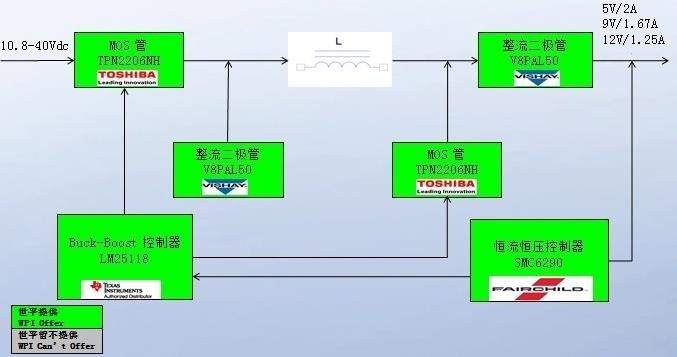 5V/2A
9V/1.67A
12V/1.25A
10.8-40Vdc
MOS 管
TPN2206NH
TOSHIBA
Leading Innovation
L
整流二极管
V8PAL50
VISHAY
整流二极管
V8PAL50
VISHAY
MOS 管
TPN2206NH
TOSHIBA
Leading Innovation
Buck-Boost 控制器
LM25118
TEXAS
INSTRUMENTS
Authorized Distributor
恒流恒压控制器
SMC6290
FAIRCHILD
世平提供
WPI Offer
世平暂不提供
WPI Can't Offer